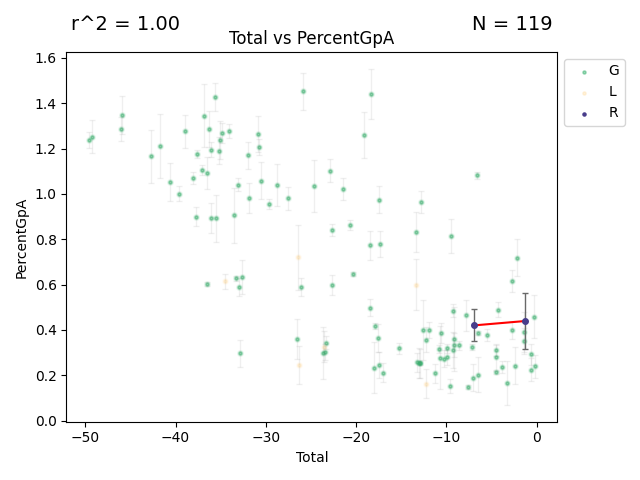 r^2 = 1.00 N = 119
Total vs PercentGpA
G
L
R
PercentGpA
1.6
1.4
1.2
1.0
0.8
0.6
0.4
0.2
0.0
−50 −40 −30 −20 −10 0
Total